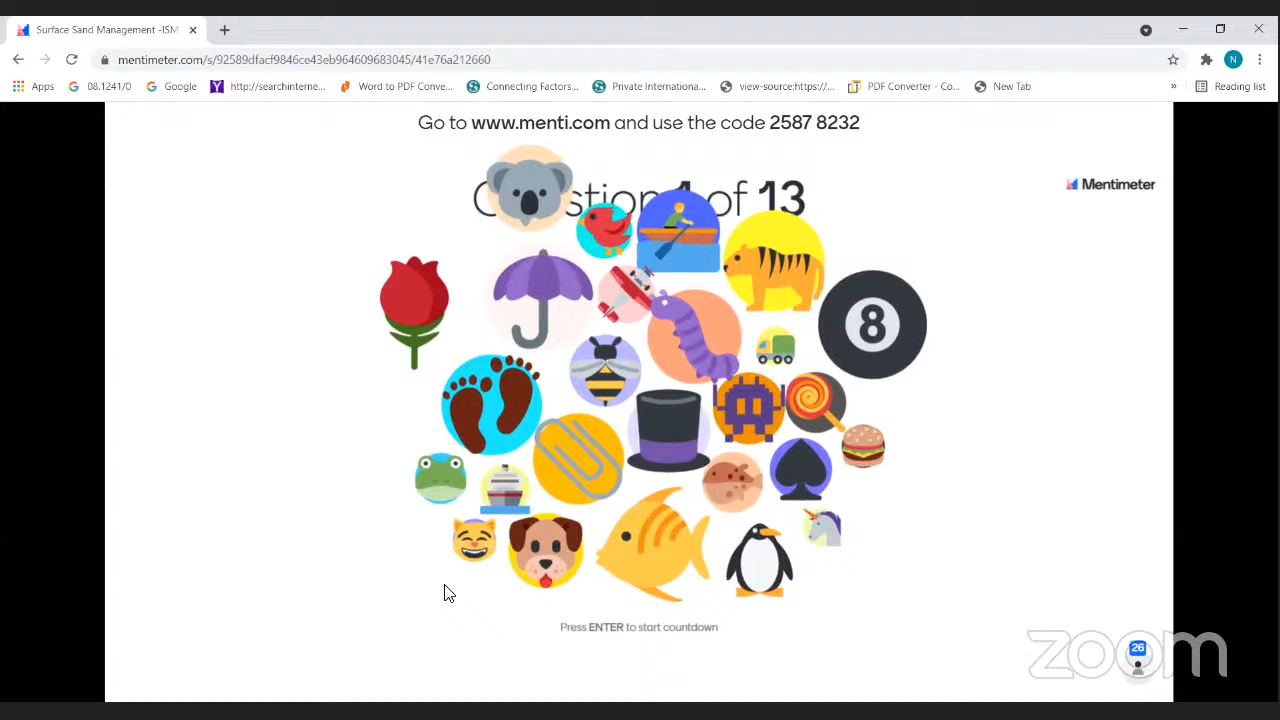 Surface Sand Management -ISM
mentimeter.com/s/92589dfacf9846ce43eb964609683045/41e76a212660
N
Apps
08.1241/0
Google
http://searchinterne...
Word to PDF Conve...
Connecting Factors...
Private Internationa...
view-source:https://...
PDF Converter - Co...
New Tab
»
Reading list
Go to www.menti.com and use the code 2587 8232
Question 1 of 13
Mentimeter
8
Press ENTER to start countdown
26
zoom